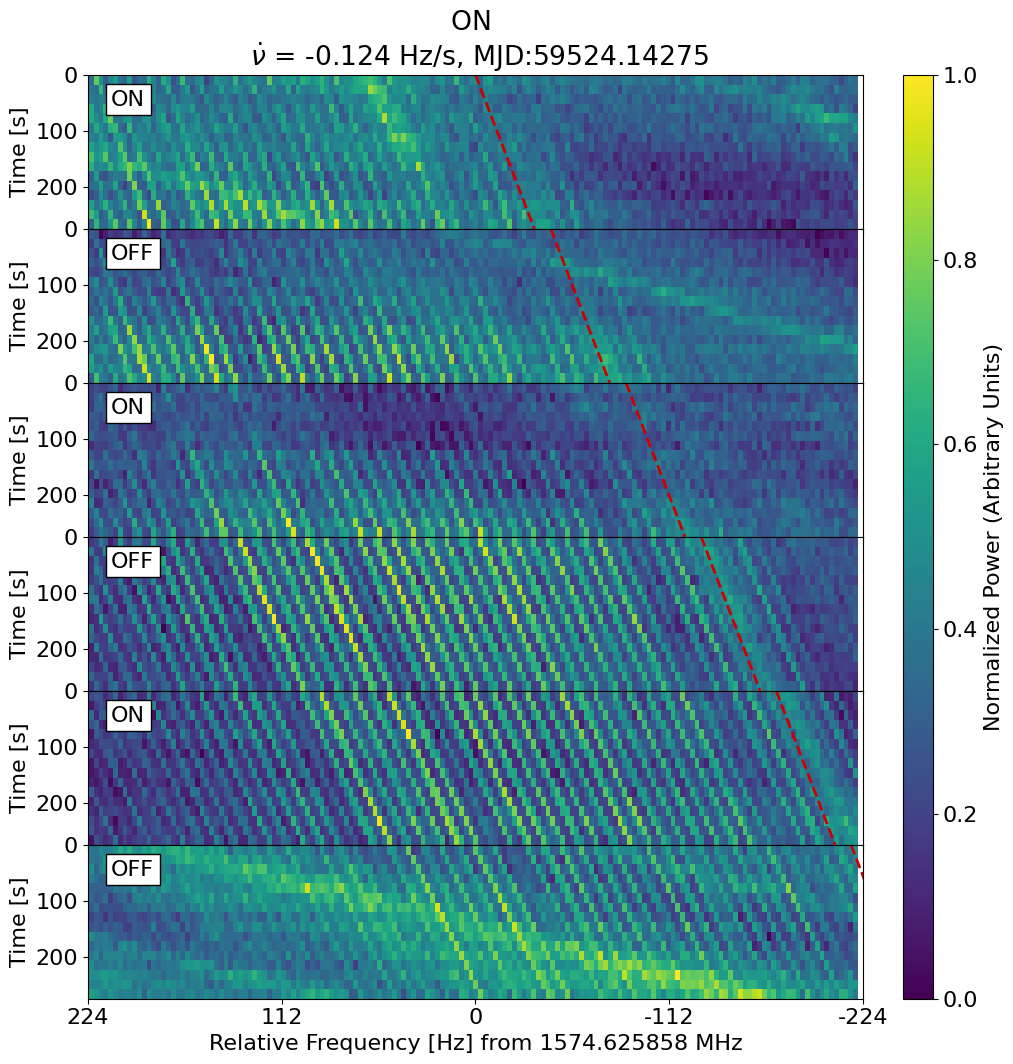 ON
ν̇ = -0.124 Hz/s, MJD:59524.14275
0
100
200
Time [s]
ON
0
100
200
Time [s]
OFF
0
100
200
Time [s]
ON
0
100
200
Time [s]
OFF
0
100
200
Time [s]
ON
0
100
200
Time [s]
OFF
224 112 0 -112 -224
Relative Frequency [Hz] from 1574.625858 MHz
1.0
0.8
0.6
0.4
0.2
0.0
Normalized Power (Arbitrary Units)